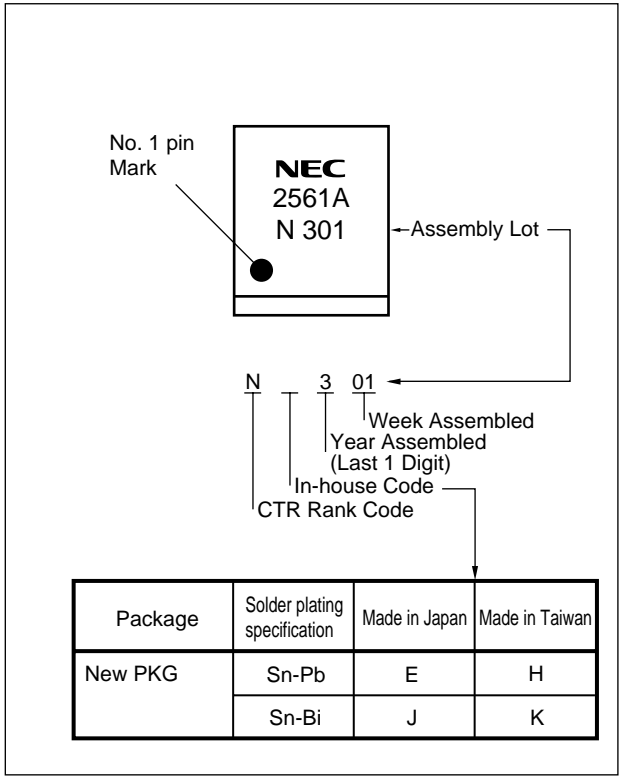 No. 1 pin
Mark
NEC
2561A
N 301
Assembly Lot
N 3 01
Week Assembled
Year Assembled
(Last 1 Digit)
In-house Code
CTR Rank Code
Package Solder plating specification Made in Japan Made in Taiwan
New PKG Sn-Pb E H
Sn-Bi J K